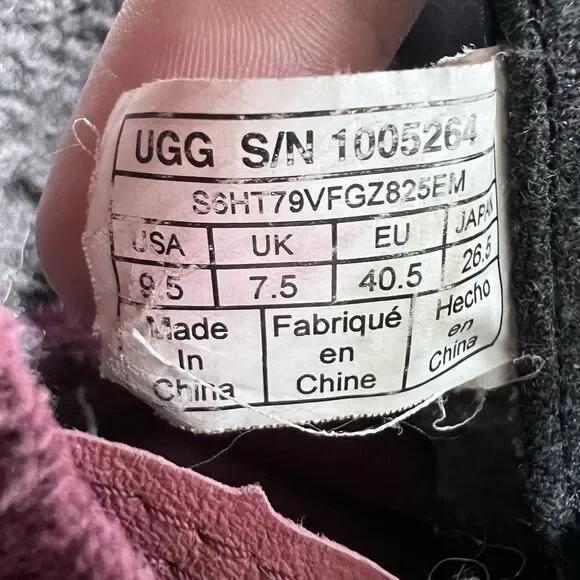 UGG S/N 1005264
S6HT79VFGZ825EM
USA UK EU JAPAN
9.5 7.5 40.5 26.5
Made Fabriqué Hecho
In en en
China Chine China